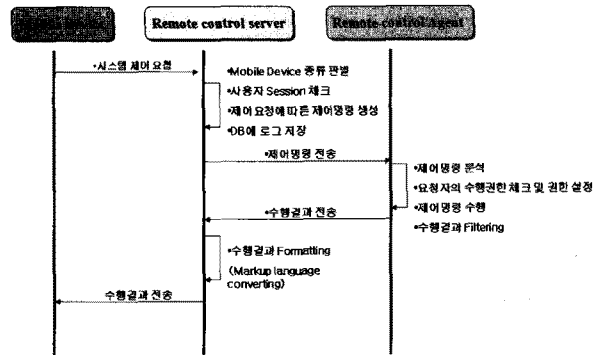 Remote control server
Remote control Agent
•시스템 제어 요청
•Mobile Device 종류 판별
•사용자 Session 체크
•제어 요청에 따른 제어명령 생성
•DB에 로그 저장
•제어명령 전송
•제어명령 분석
•요청자의 수행권한 체크 및 권한 설정
•제어명령 수행
•수행결과 Filtering
•수행결과 전송
•수행결과 Formatting
(Markup language
converting)
수행결과 전송